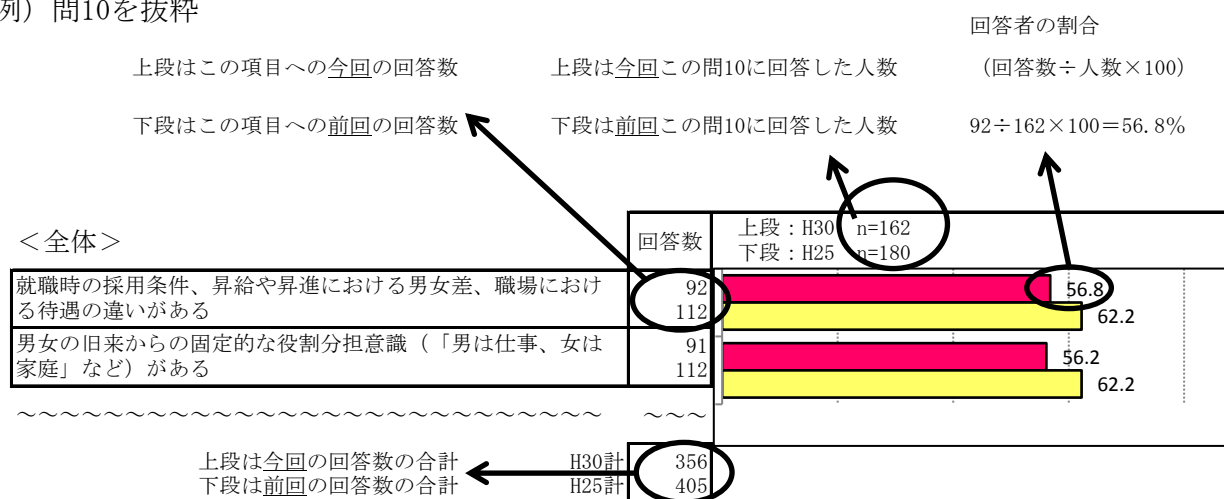 例）問10を抜粋
回答者の割合
上段はこの項目への今回の回答数　上段は今回この問10に回答した人数　（回答数÷人数×100）
下段はこの項目への前回の回答数　下段は前回この問10に回答した人数　92÷162×100＝56.8%
＜全体＞
回答数
上段：H30　n=162
下段：H25　n=180
就職時の採用条件、昇給や昇進における男女差、職場におけ　92　56.8
る待遇の違いがある　112　62.2
男女の旧来からの固定的な役割分担意識（「男は仕事、女は　91　56.2
家庭」など）がある　112　62.2
～～～～～～～～～～～～～～～～～～～～～～～～～～～　～～～
上段は今回の回答数の合計　H30計　356
下段は前回の回答数の合計　H25計　405